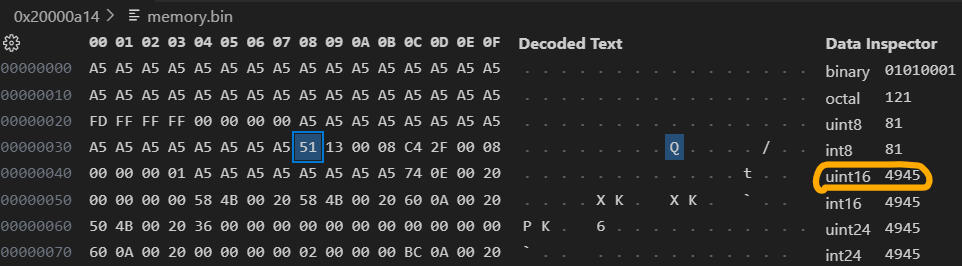 0x20000a14 > memory.bin
00 01 02 03 04 05 06 07 08 09 0A 0B 0C 0D 0E 0F Decoded Text Data Inspector
00000000 A5 A5 A5 A5 A5 A5 A5 A5 A5 A5 A5 A5 A5 A5 A5 A5 . . . . . . . . . . . . . . . . binary 01010001
00000010 A5 A5 A5 A5 A5 A5 A5 A5 A5 A5 A5 A5 A5 A5 A5 A5 . . . . . . . . . . . . . . . . octal 121
00000020 FD FF FF FF 00 00 00 00 A5 A5 A5 A5 A5 A5 A5 A5 . . . . . . . . . . . . . . . . uint8 81
00000030 A5 A5 A5 A5 A5 A5 A5 A5 51 13 00 08 C4 2F 00 08 . . . . . . . . Q . . . . / . . int8 81
00000040 00 00 00 01 A5 A5 A5 A5 A5 A5 A5 A5 74 0E 00 20 . . . . . . . . . . . . t . . uint16 4945
00000050 00 00 00 00 58 4B 00 20 58 4B 00 20 60 0A 00 20 . . . . X K . X K . ` . . int16 4945
00000060 50 4B 00 20 36 00 00 00 00 00 00 00 60 0A 00 20 P K . 6 . . . . . . . ` . . uint24 4945
00000070 60 0A 00 20 00 00 00 00 02 00 00 00 BC 0A 00 20 ` . . . . . . . . . . . . . int24 4945